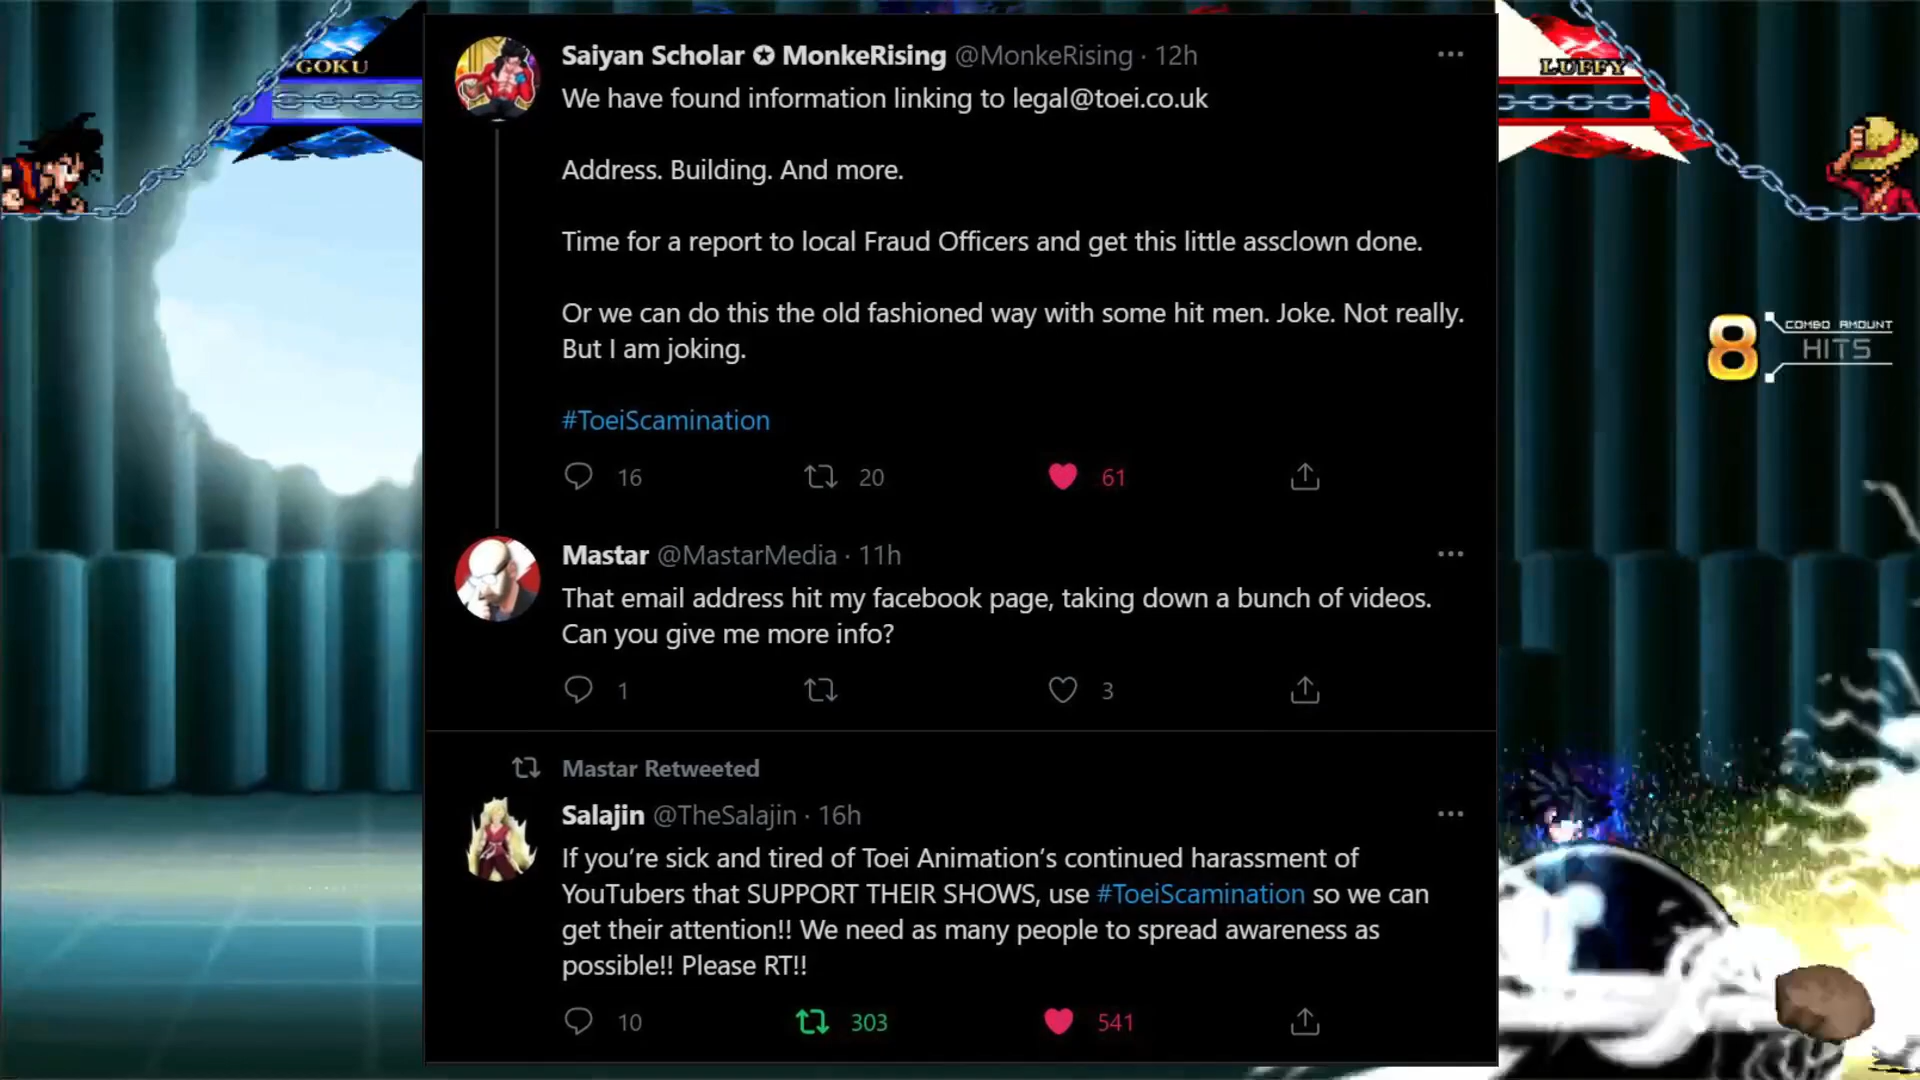 GOKU
LUFFY
Saiyan Scholar ✪ MonkeRising @MonkeRising · 12h
We have found information linking to legal@toei.co.uk
Address. Building. And more.
Time for a report to local Fraud Officers and get this little assclown done.
Or we can do this the old fashioned way with some hit men. Joke. Not really.
But I am joking.
#ToeiScamination
16 20 61
8 COMBO AMOUNT
HITS
Mastar @MastarMedia · 11h
That email address hit my facebook page, taking down a bunch of videos.
Can you give me more info?
1 3
Mastar Retweeted
Salajin @TheSalajin · 16h
If you’re sick and tired of Toei Animation’s continued harassment of
YouTubers that SUPPORT THEIR SHOWS, use #ToeiScamination so we can
get their attention!! We need as many people to spread awareness as
possible!! Please RT!!
10 303 541